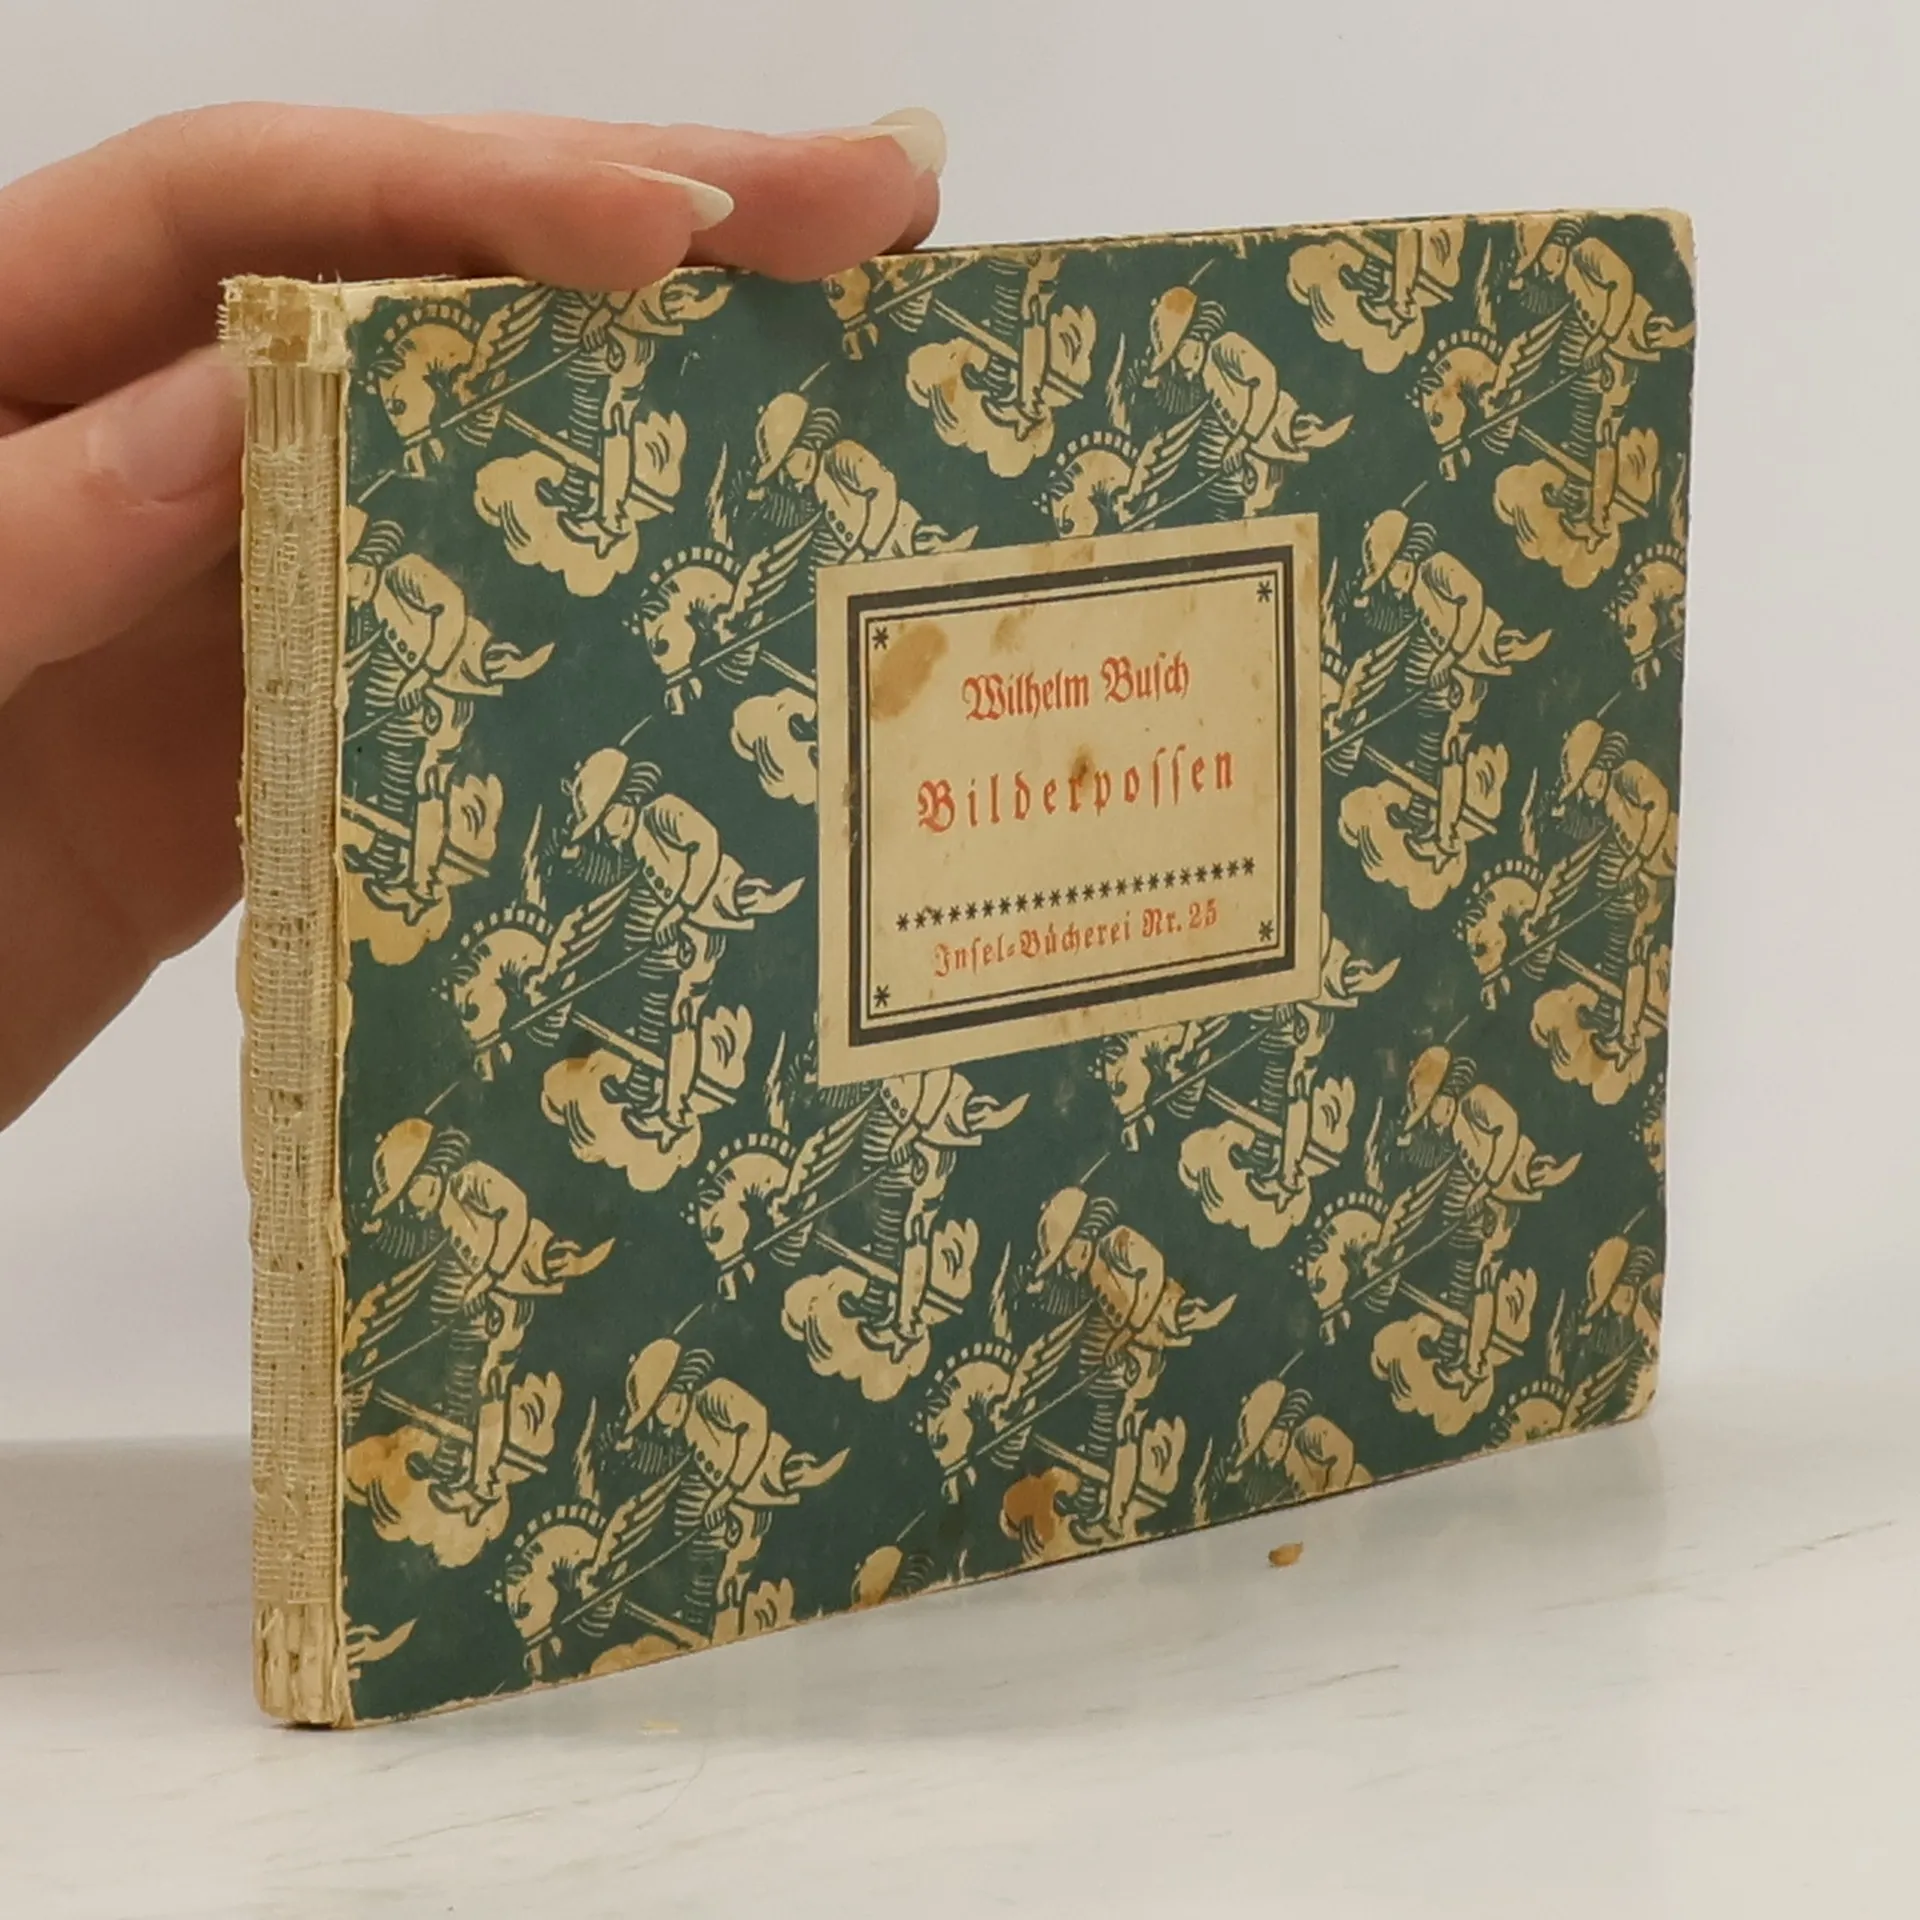 Wilhelm Buſch
Bilderpoſſen
********************
Inſel-Bücherei Nr. 25